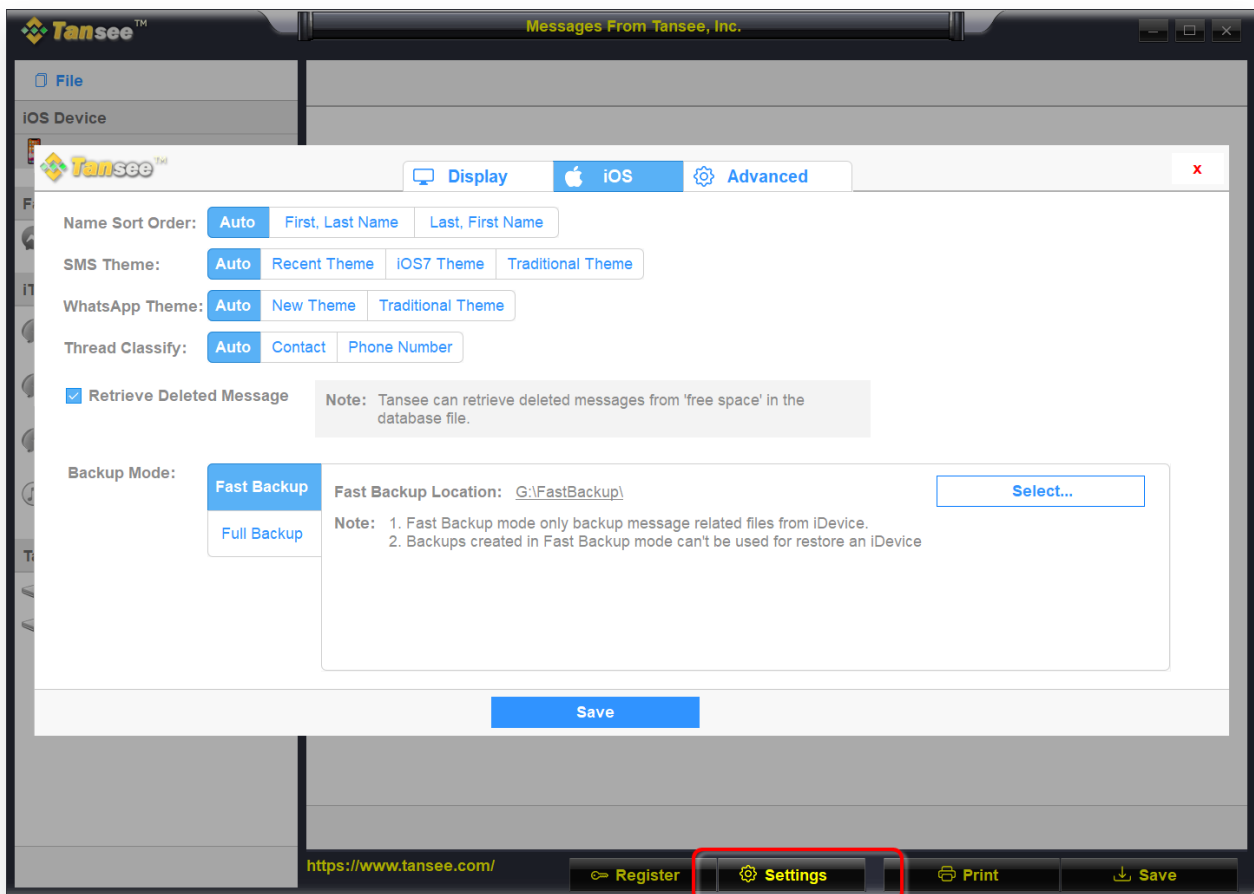 Tansee™
Messages From Tansee, Inc.
File
iOS Device
Tansee™
Display
iOS
Advanced
x
Name Sort Order:
Auto
First, Last Name
Last, First Name
SMS Theme:
Auto
Recent Theme
iOS7 Theme
Traditional Theme
WhatsApp Theme:
Auto
New Theme
Traditional Theme
Thread Classify:
Auto
Contact
Phone Number
Retrieve Deleted Message
Note: Tansee can retrieve deleted messages from 'free space' in the
database file.
Backup Mode:
Fast Backup
Full Backup
Fast Backup Location: G:\FastBackup\
Select...
Note: 1. Fast Backup mode only backup message related files from iDevice.
2. Backups created in Fast Backup mode can't be used for restore an iDevice
Save
https://www.tansee.com/
Register
Settings
Print
Save